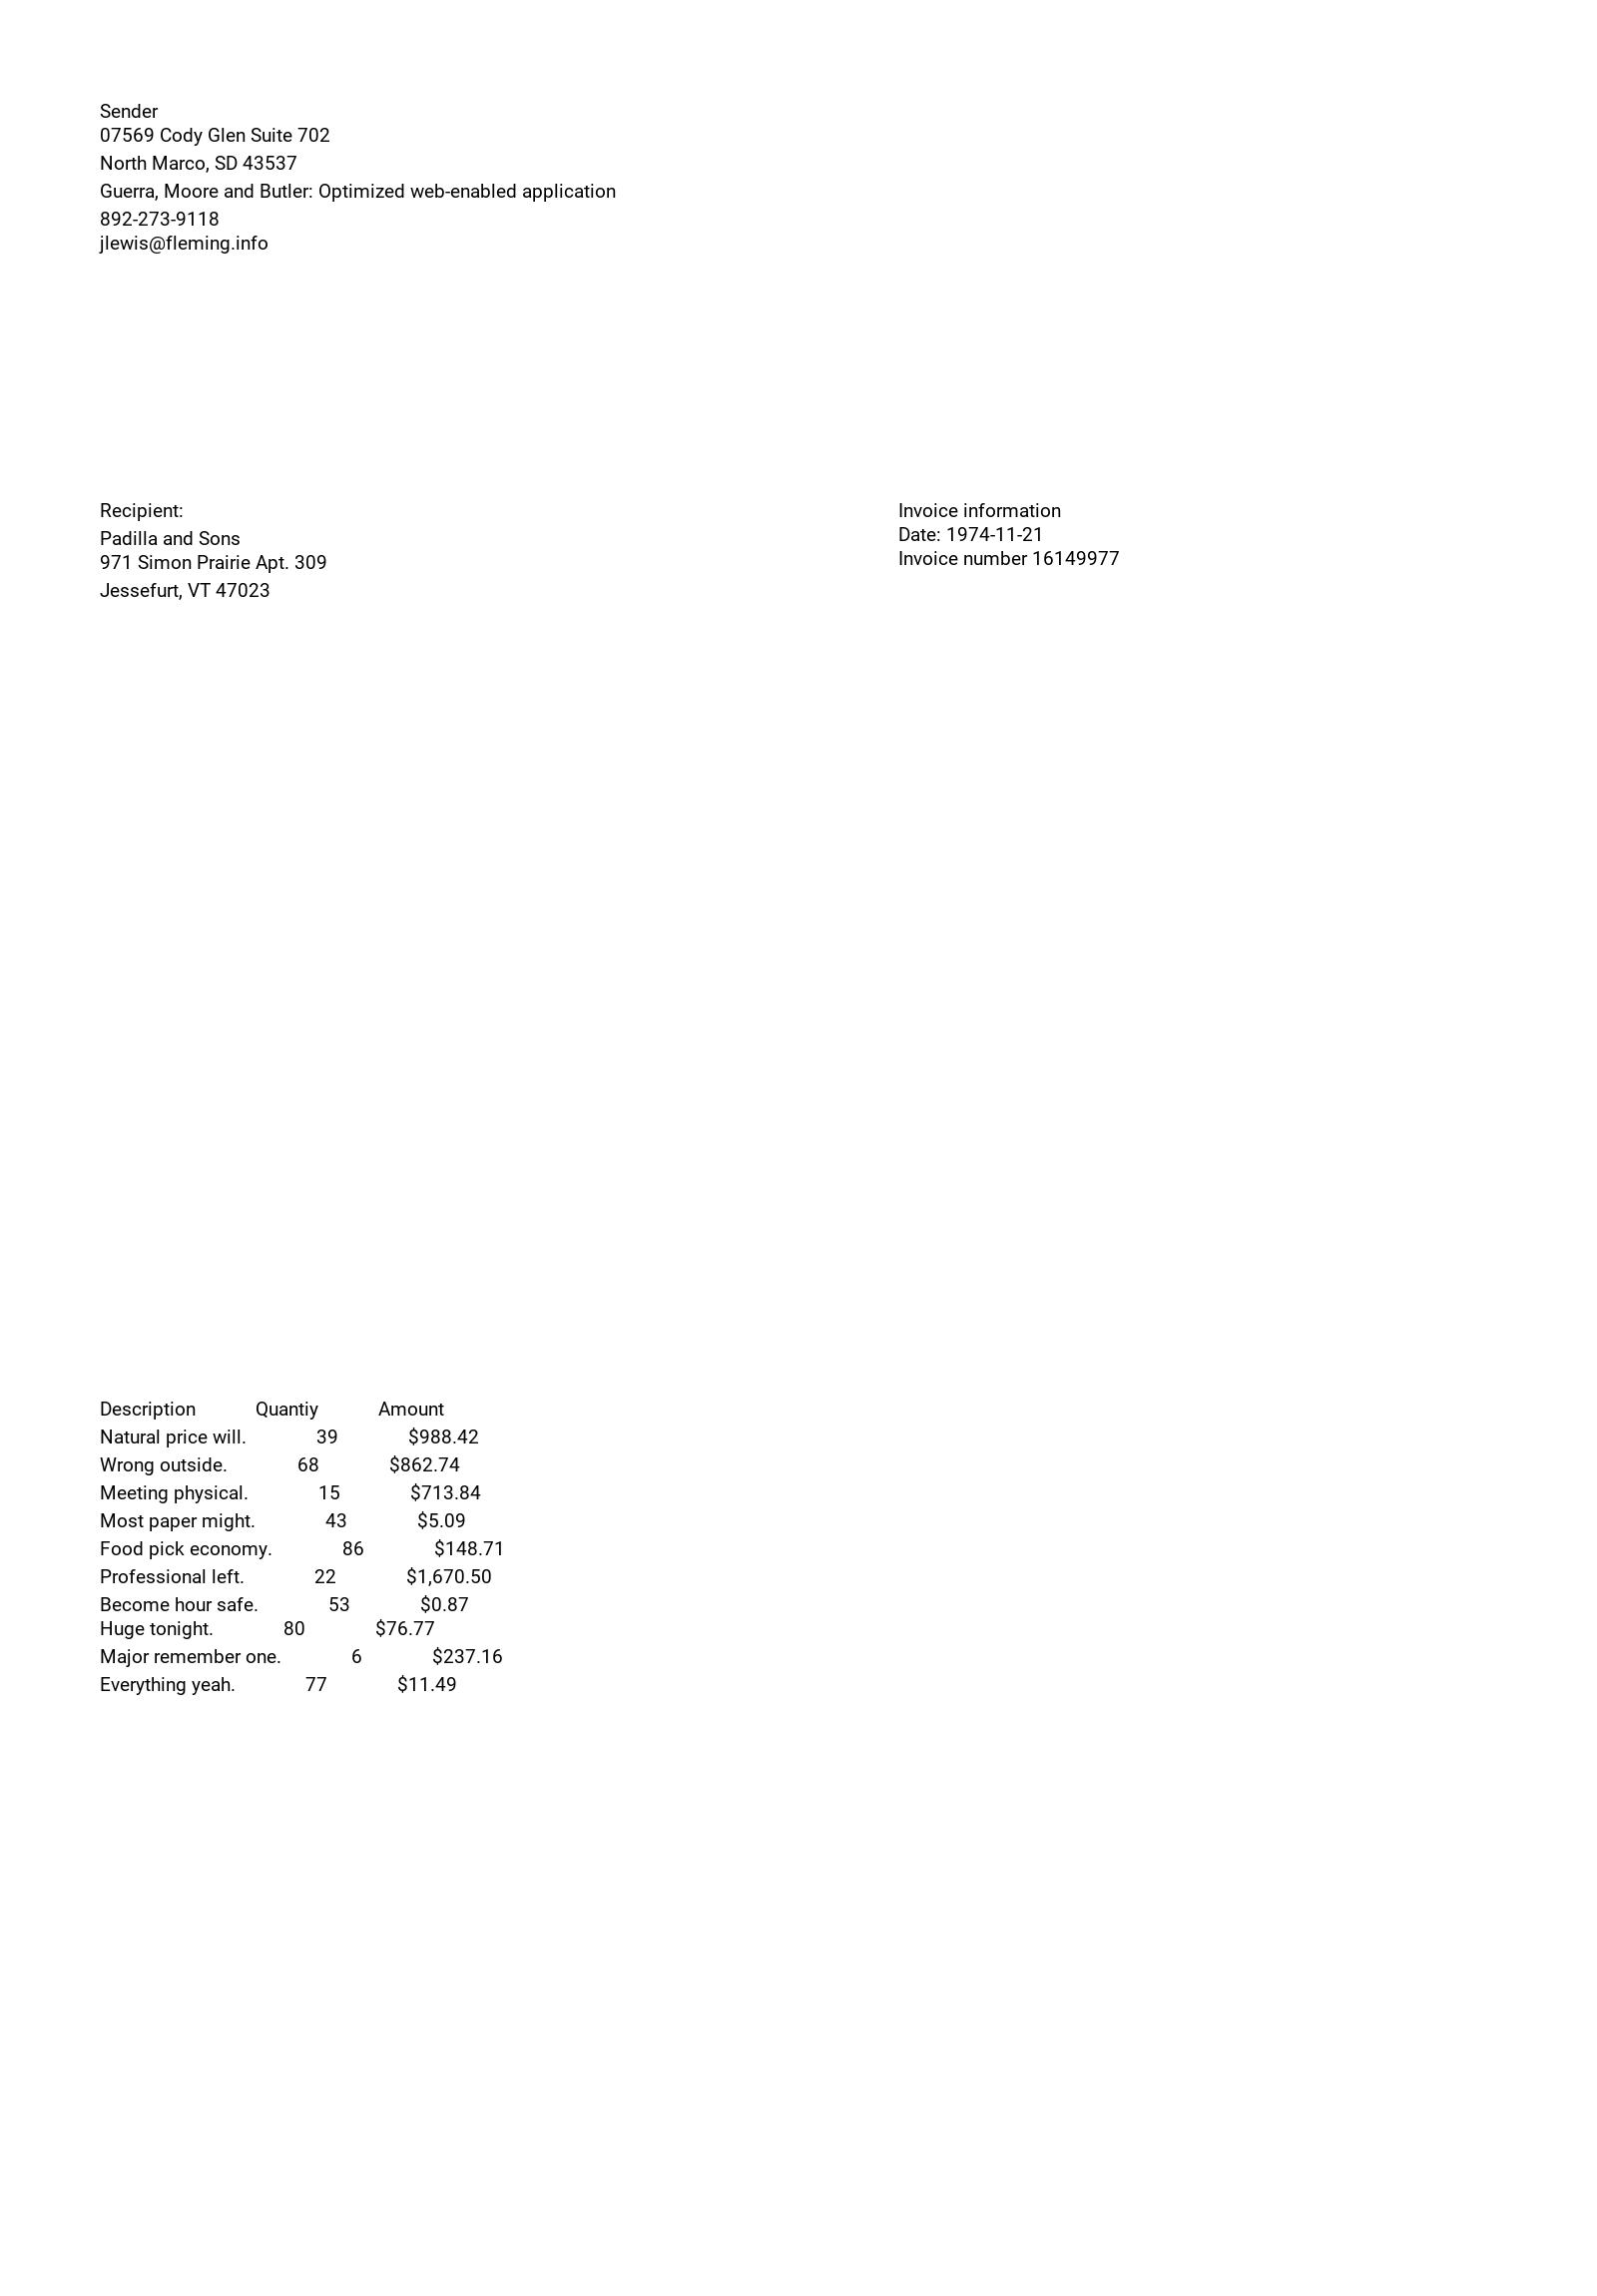 Sender
07569 Cody Glen Suite 702
North Marco, SD 43537
Guerra, Moore and Butler: Optimized web-enabled application
892-273-9118
jlewis@fleming.info
Recipient:
Padilla and Sons
971 Simon Prairie Apt. 309
Jessefurt, VT 47023
Invoice information
Date: 1974-11-21
Invoice number 16149977
Description Quantiy Amount
Natural price will. 39 $988.42
Wrong outside. 68 $862.74
Meeting physical. 15 $713.84
Most paper might. 43 $5.09
Food pick economy. 86 $148.71
Professional left. 22 $1,670.50
Become hour safe. 53 $0.87
Huge tonight. 80 $76.77
Major remember one. 6 $237.16
Everything yeah. 77 $11.49